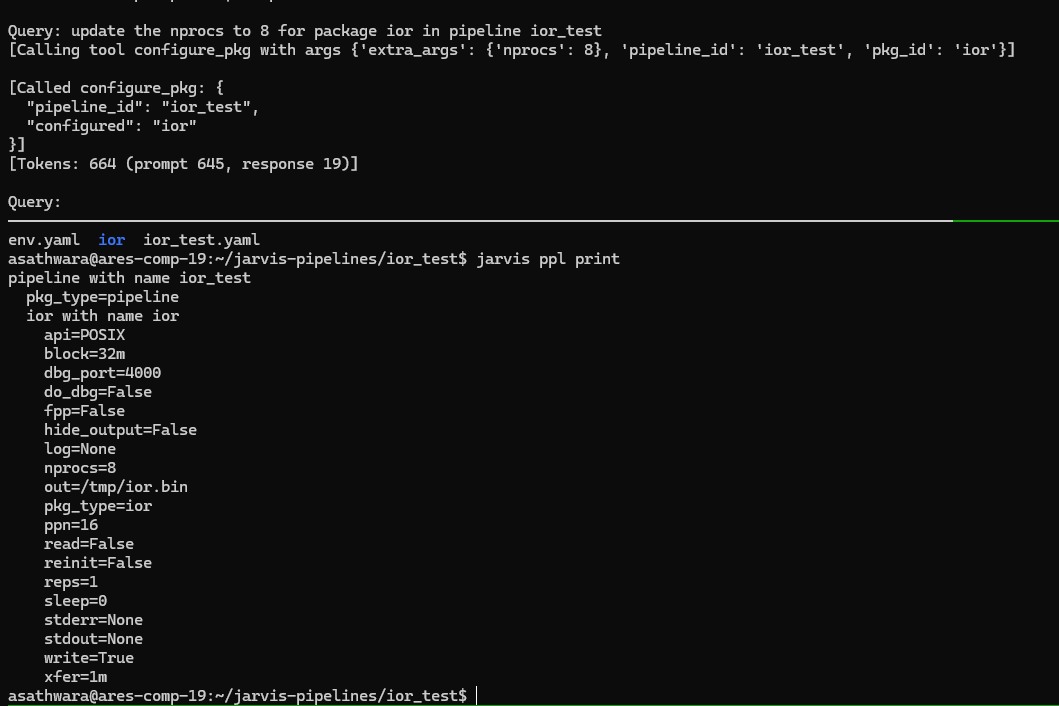 Query: update the nprocs to 8 for package ior in pipeline ior_test
[Calling tool configure_pkg with args {'extra_args': {'nprocs': 8}, 'pipeline_id': 'ior_test', 'pkg_id': 'ior'}]
[Called configure_pkg: {
  "pipeline_id": "ior_test",
  "configured": "ior"
}]
[Tokens: 664 (prompt 645, response 19)]
Query:
env.yaml  ior  ior_test.yaml
asathwara@ares-comp-19:~/jarvis-pipelines/ior_test$ jarvis ppl print
pipeline with name ior_test
  pkg_type=pipeline
  ior with name ior
    api=POSIX
    block=32m
    dbg_port=4000
    do_dbg=False
    fpp=False
    hide_output=False
    log=None
    nprocs=8
    out=/tmp/ior.bin
    pkg_type=ior
    ppn=16
    read=False
    reinit=False
    reps=1
    sleep=0
    stderr=None
    stdout=None
    write=True
    xfer=1m
asathwara@ares-comp-19:~/jarvis-pipelines/ior_test$